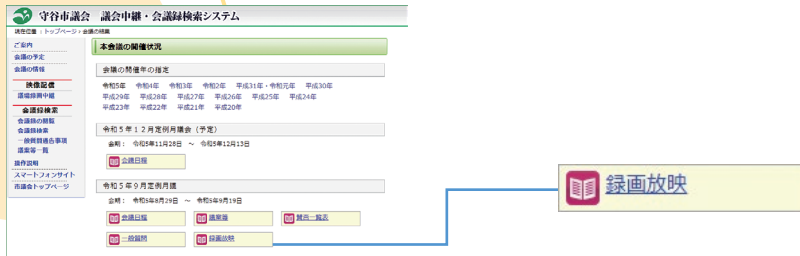 守谷市議会 議会中継・会議録検索システム
現在位置：トップページ > 会議の結果
ご案内
会議の予定
会議の情報
映像配信
議場録画中継
会議録検索
会議録の閲覧
会議録検索
一般質問通告事項
議案等一覧
操作説明
スマートフォンサイト
市議会トップページ
本会議の開催状況
会議の開催年の指定
令和5年 令和4年 令和3年 令和2年 平成31年・令和元年 平成30年
平成29年 平成28年 平成27年 平成26年 平成25年 平成24年
平成23年 平成22年 平成21年 平成20年
令和５年１２月定例月議会（予定）
会期： 令和5年11月28日 ～ 令和5年12月13日
会議日程
令和５年９月定例月議
会期： 令和5年8月29日 ～ 令和5年9月19日
会議日程 議案等 賛否一覧表
一般質問 録画放映
録画放映